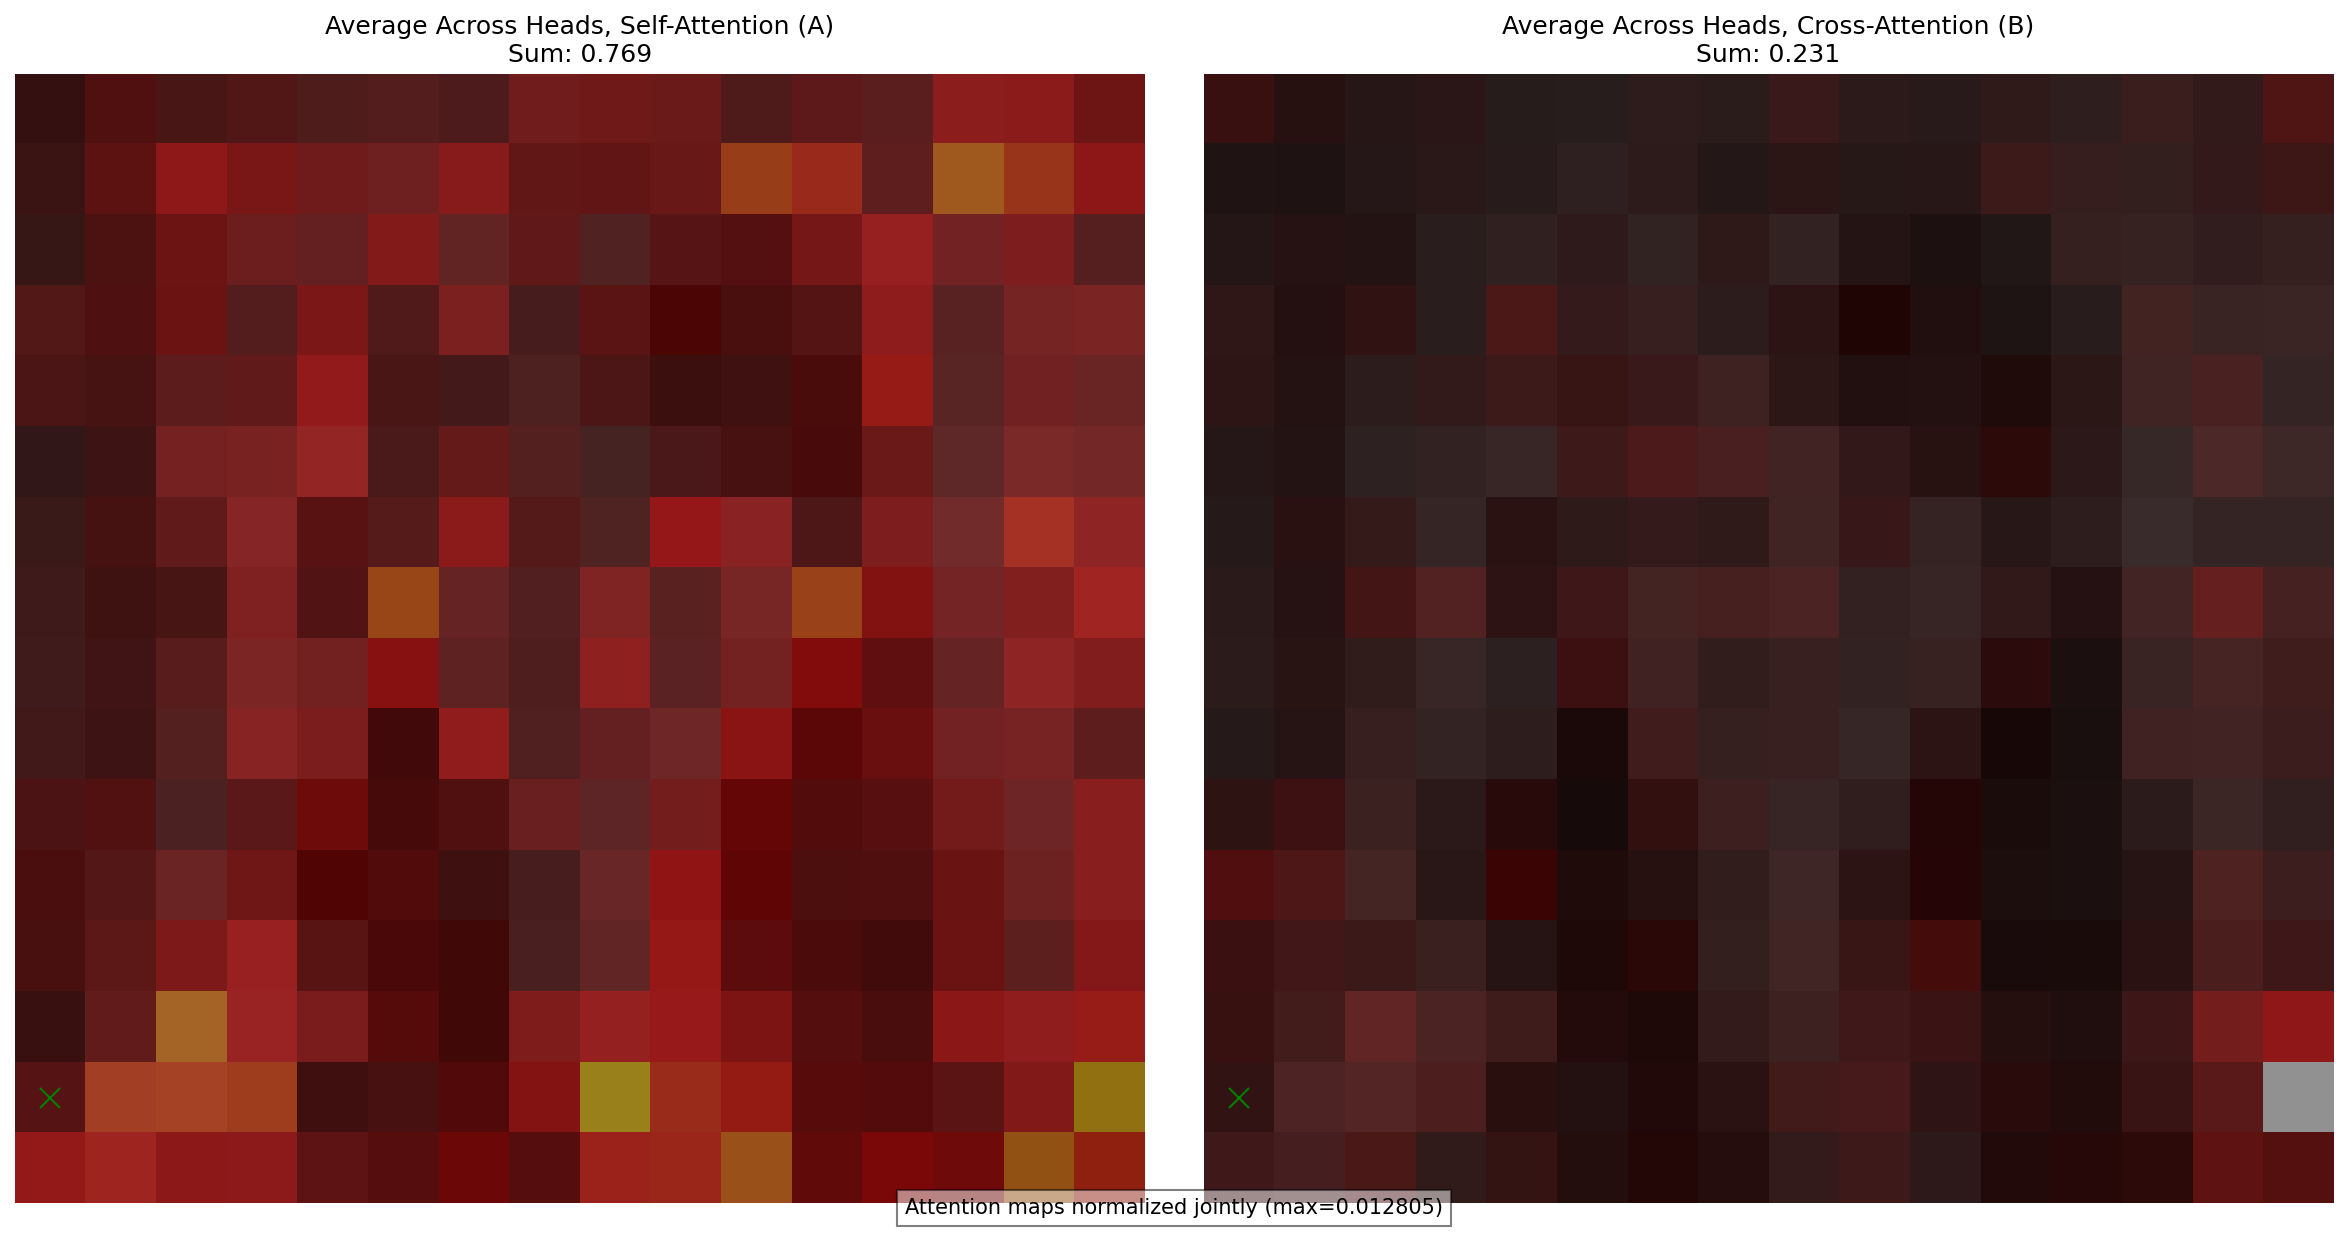 Average Across Heads, Self-Attention (A)
Sum: 0.769
Average Across Heads, Cross-Attention (B)
Sum: 0.231
Attention maps normalized jointly (max=0.012805)